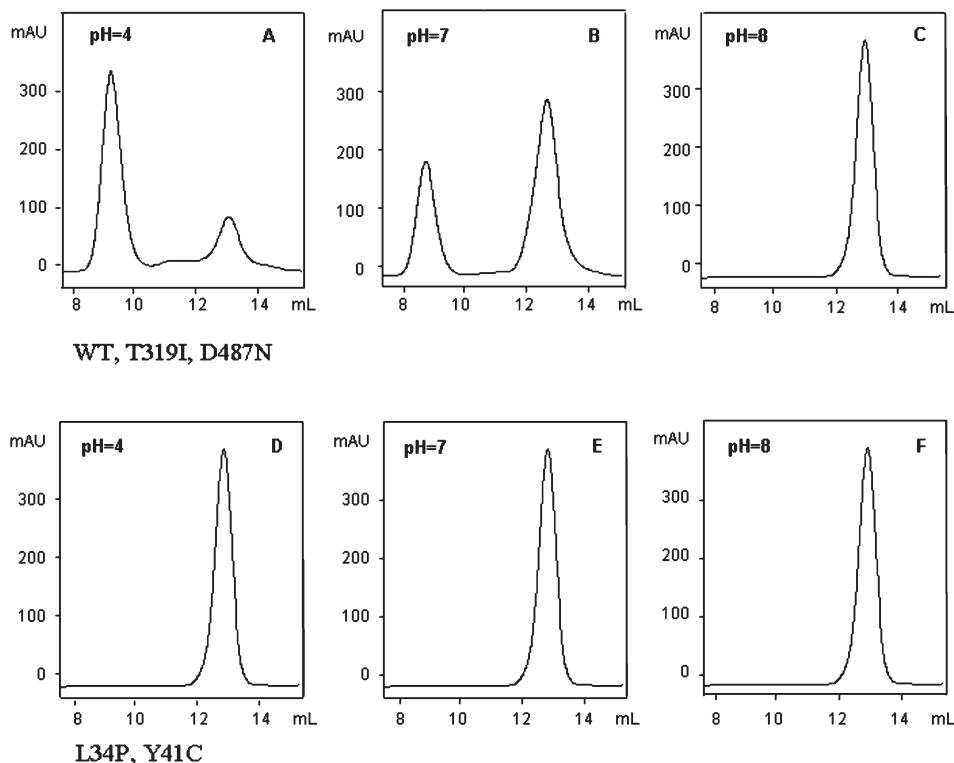 mAU pH=4 A
300
200
100
0
8 10 12 14 mL
pH=7 B
mAU
300
200
100
0
8 10 12 14 mL
mAU pH=8 C
300
200
100
0
8 10 12 14 mL
WT, T319I, D487N
mAU pH=4 D
300
200
100
0
8 10 12 14 mL
mAU pH=7 E
300
200
100
0
8 10 12 14 mL
mAU pH=8 F
300
200
100
0
8 10 12 14 mL
L34P, Y41C